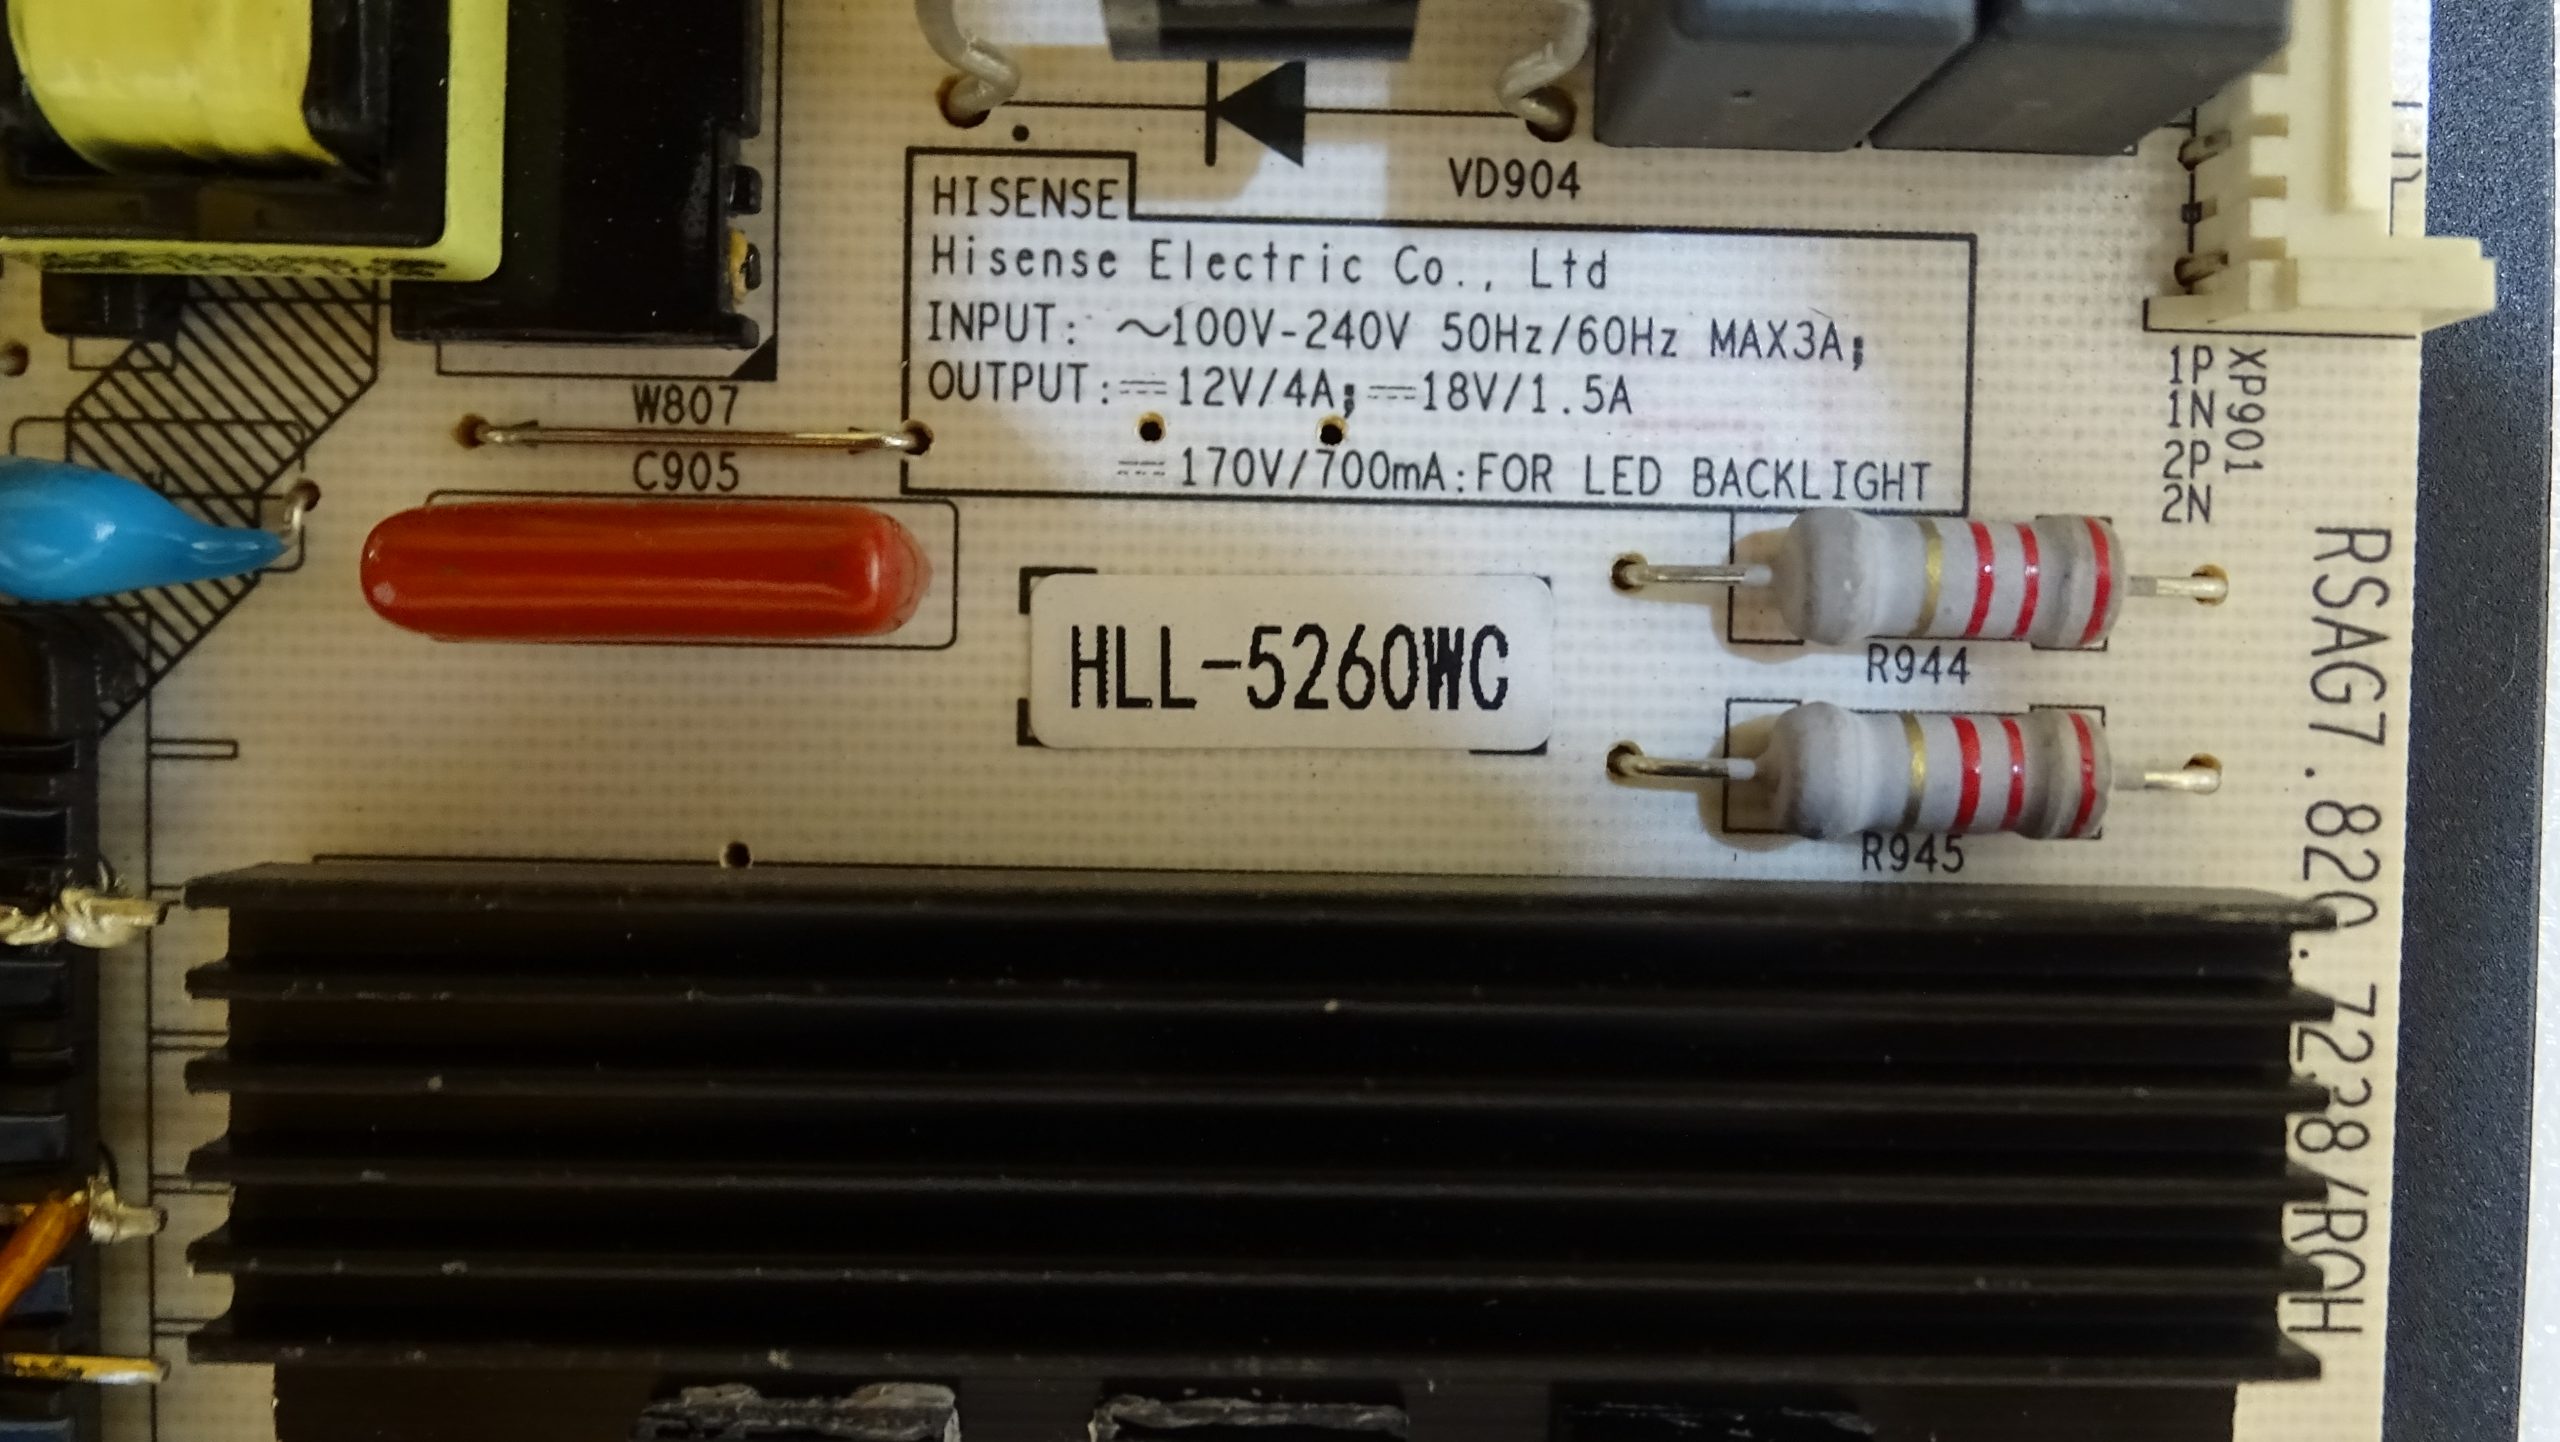 VD904
HISENSE
Hisense Electric Co., Ltd
INPUT: ～100V-240V 50Hz/60Hz MAX3A;
OUTPUT:⎓12V/4A;⎓18V/1.5A
⎓170V/700mA:FOR LED BACKLIGHT
W807
C905
XP901
1P
1N
2P
2N
HLL-5260WC
R944
R945
RSAG7.820.7238/ROH